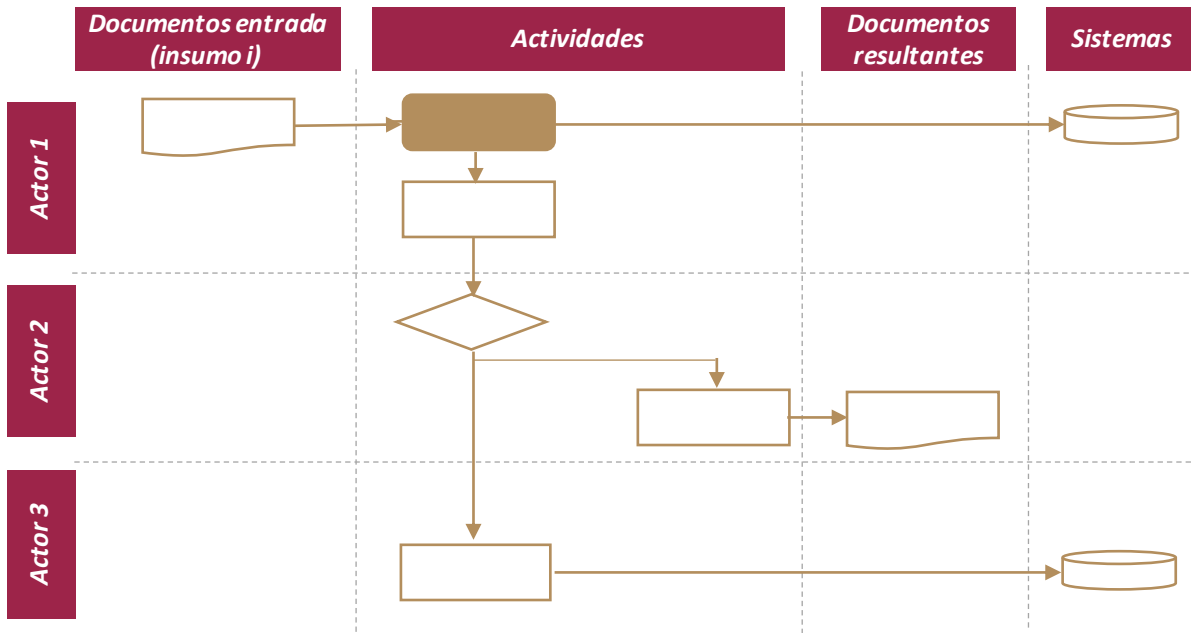 Documentos entrada
(insumo i)
Actividades
Documentos
resultantes
Sistemas
Actor 1
Actor 2
Actor 3